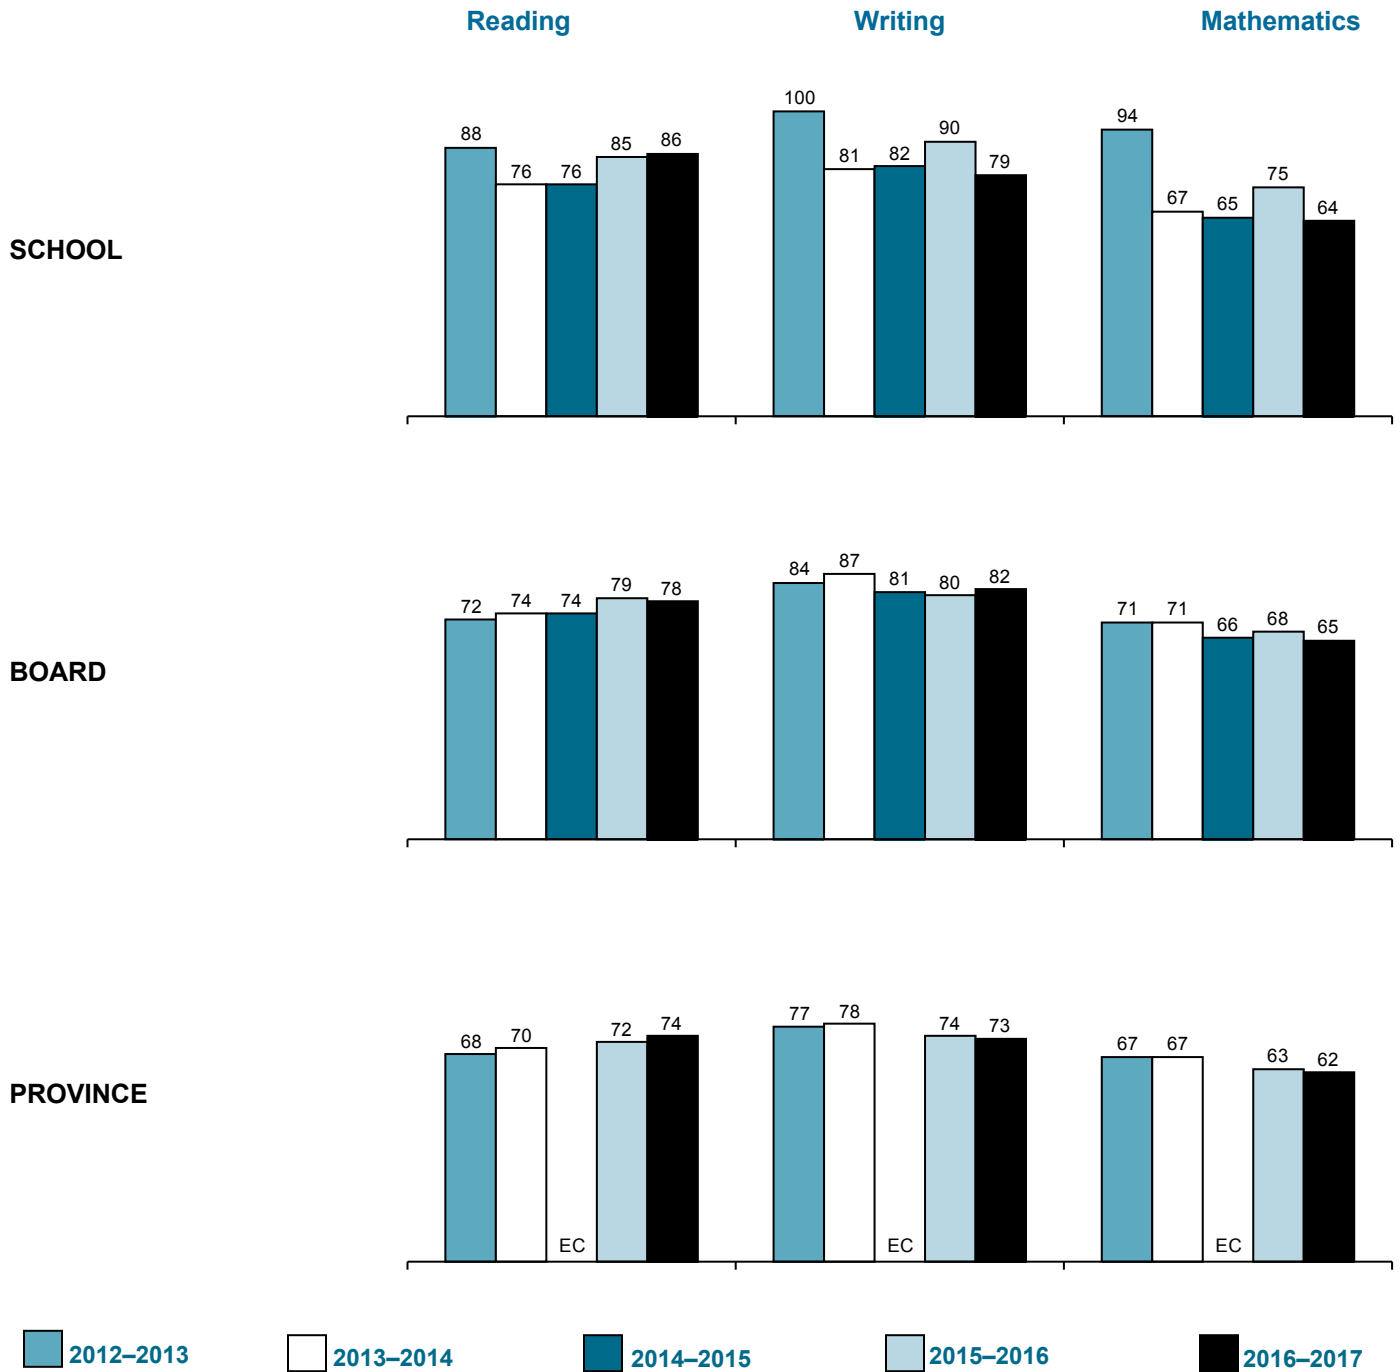 Reading Writing Mathematics
SCHOOL
88 76 76 85 86
100 81 82 90 79
94 67 65 75 64
BOARD
72 74 74 79 78
84 87 81 80 82
71 71 66 68 65
PROVINCE
68 70 EC 72 74
77 78 EC 74 73
67 67 EC 63 62
2012–2013 2013–2014 2014–2015 2015–2016 2016–2017